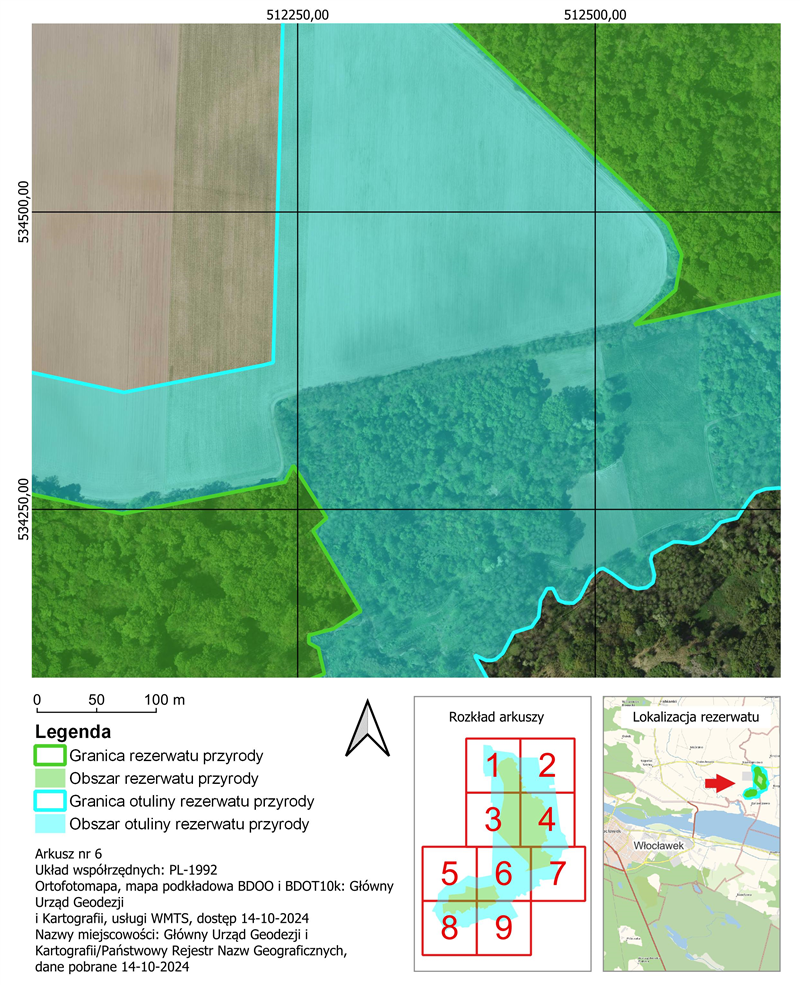 512250,00
512500,00
534500,00
534250,00
0 50 100 m
Legenda
Granica rezerwatu przyrody
Obszar rezerwatu przyrody
Granica otuliny rezerwatu przyrody
Obszar otuliny rezerwatu przyrody
Arkusz nr 6
Układ współrzędnych: PL-1992
Ortofotomapa, mapa podkładowa BDOO i BDOT10k: Główny
Urząd Geodezji
i Kartografii, usługi WMTS, dostęp 14-10-2024
Nazwy miejscowości: Główny Urząd Geodezji i
Kartografii/Państwowy Rejestr Nazw Geograficznych,
dane pobrane 14-10-2024
Rozkład arkuszy
1 2
3 4
5 6 7
8 9
Lokalizacja rezerwatu
Włocławek